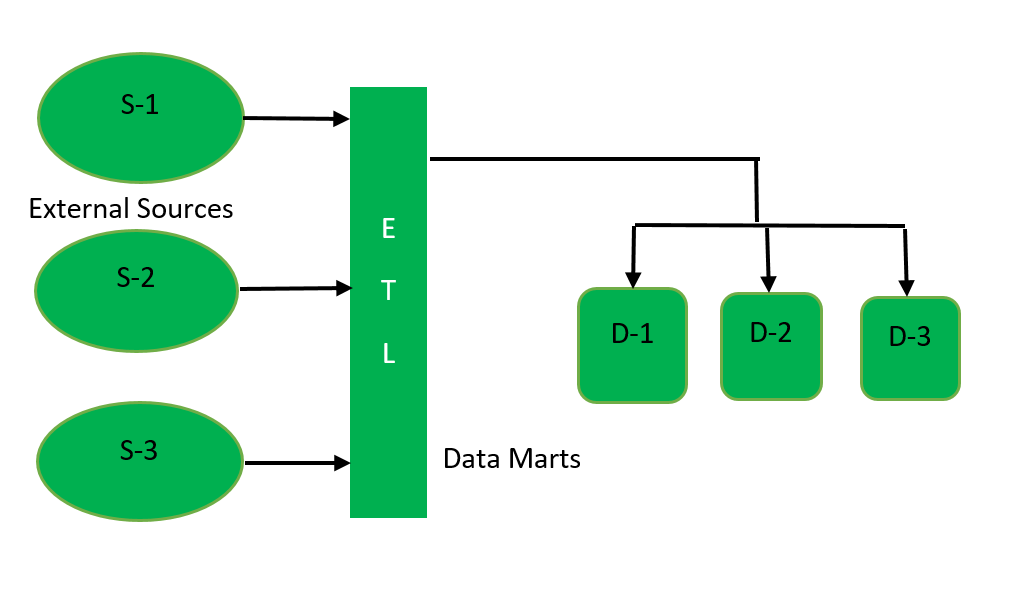 S-1
External Sources
S-2
S-3
E
T
L
D-1
D-2
D-3
Data Marts